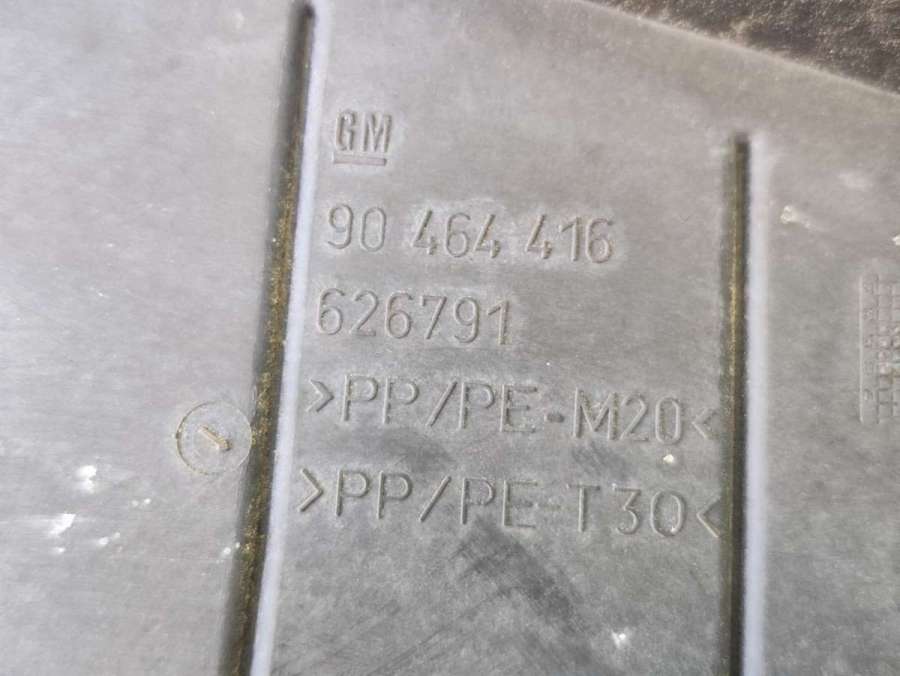 GM
90 464 416
626791
>PP/PE-M20<
>PP/PE-T30<